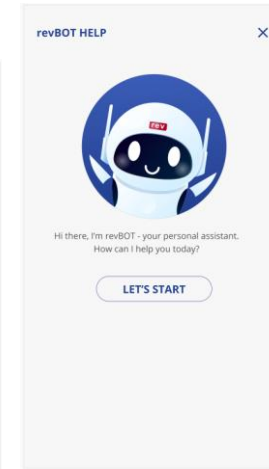 revBOT HELP
rev
Hi there, I'm revBOT - your personal assistant.
How can I help you today?
LET'S START